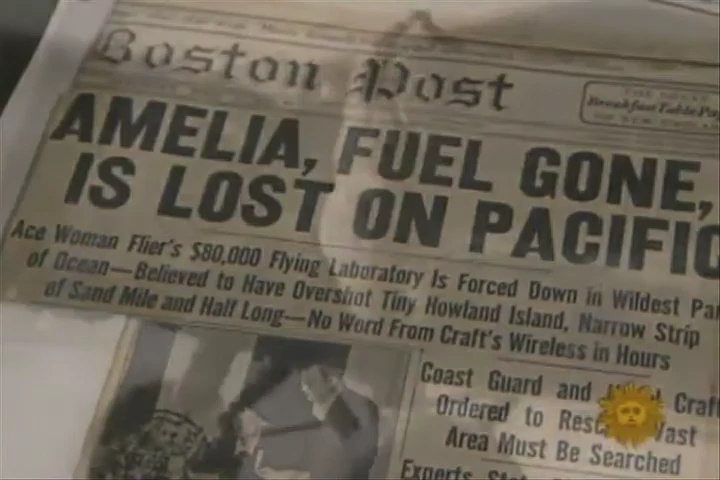 Boston Post
Breakfast Table Pa
AMELIA, FUEL GONE,
IS LOST ON PACIFIC
Ace Woman Flier's $80,000 Flying Laboratory Is Forced Down in Wildest Par
of Ocean—Believed to Have Overshot Tiny Howland Island, Narrow Strip
of Sand Mile and Half Long—No Word From Craft's Wireless in Hours
Coast Guard and Craft
Ordered to Resc Vast
Area Must Be Searched
Experts